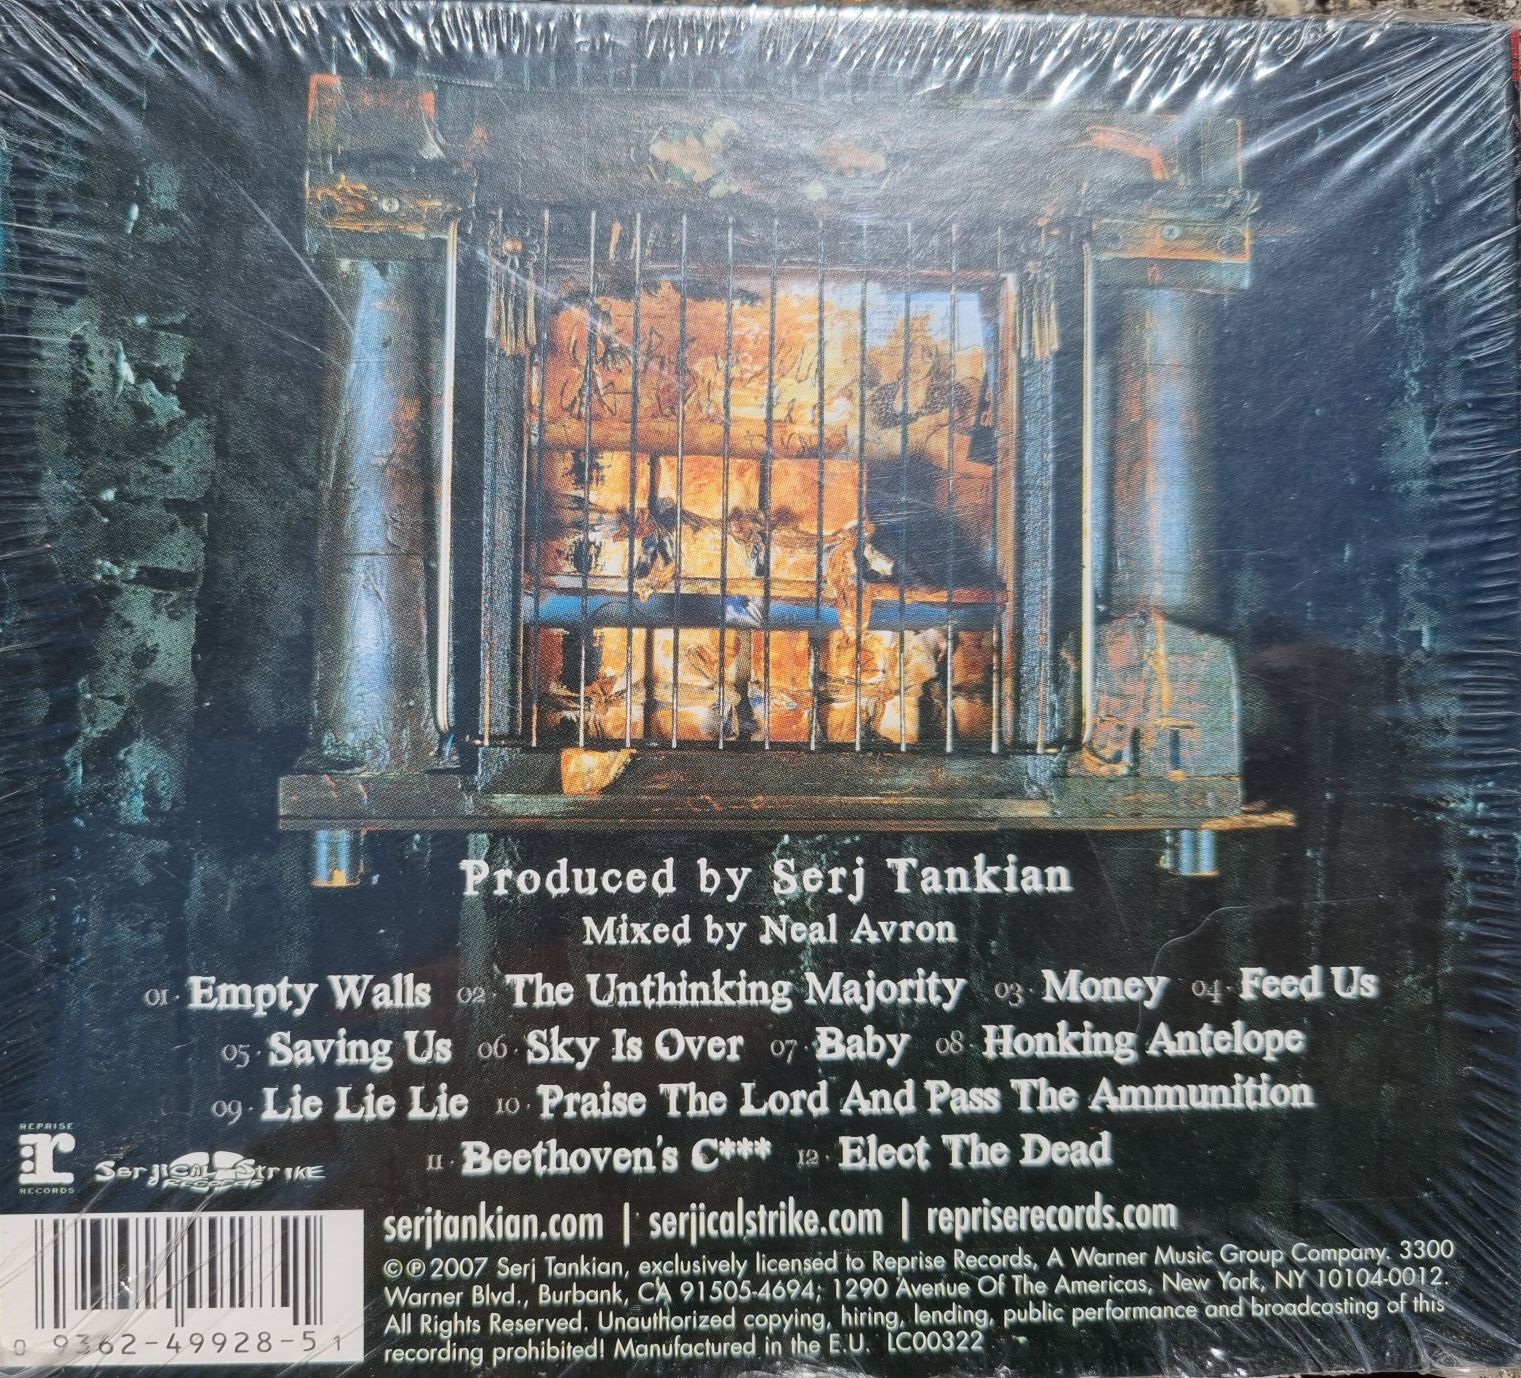 Produced by Serj Tankian
Mixed by Neal Avron
01 · Empty Walls 02 · The Unthinking Majority 03 · Money 04 · Feed Us
05 · Saving Us 06 · Sky Is Over 07 · Baby 08 · Honking Antelope
09 · Lie Lie Lie 10 · Praise The Lord And Pass The Ammunition
11 · Beethoven's C*** 12 · Elect The Dead
REPRISE
r
RECORDS
SerjiCAL StriKE
RECORDS
serjtankian.com | serjicalstrike.com | repriserecords.com
©℗2007 Serj Tankian, exclusively licensed to Reprise Records, A Warner Music Group Company. 3300
Warner Blvd., Burbank, CA 91505-4694; 1290 Avenue Of The Americas, New York, NY 10104-0012.
All Rights Reserved. Unauthorized copying, hiring, lending, public performance and broadcasting of this
recording prohibited! Manufactured in the E.U. LC00322
0 9362-49928-5 1